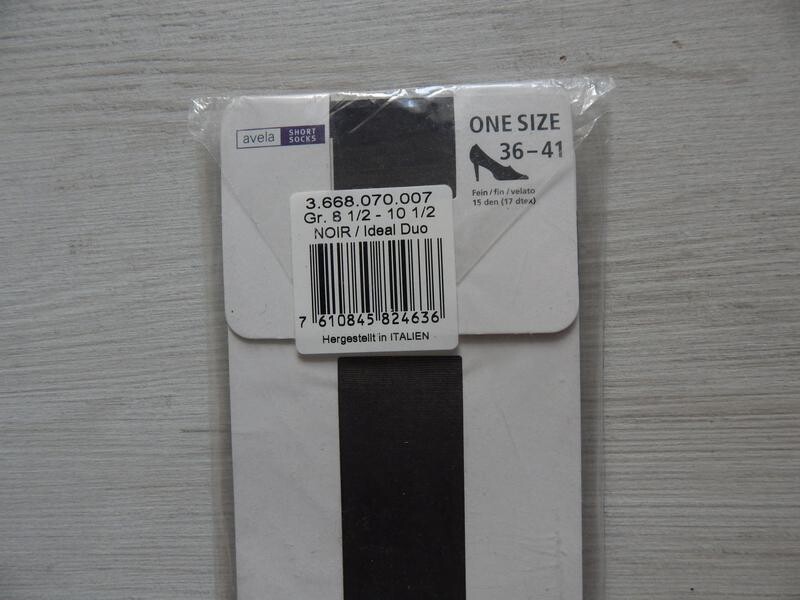 avela SHORT SOCKS
ONE SIZE
36–41
Fein / fin / velato
15 den (17 dtex)
3.668.070.007
Gr. 8 1/2 - 10 1/2
NOIR / Ideal Duo
7 610845 824636
Hergestellt in ITALIEN